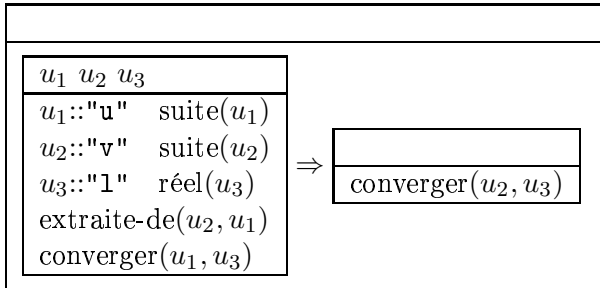 u₁ u₂ u₃
u₁::"u" suite(u₁)
u₂::"v" suite(u₂)
u₃::"l" réel(u₃)
extraite-de(u₂, u₁)
converger(u₁, u₃)
⇒
converger(u₂, u₃)